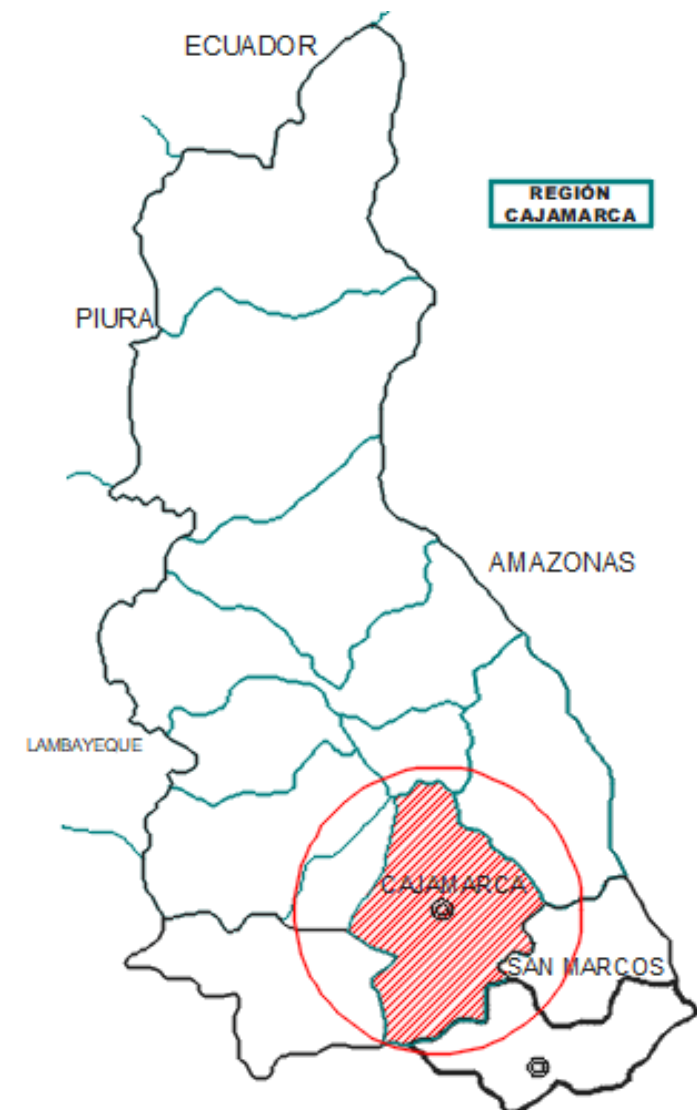 ECUADOR
REGIÓN
CAJAMARCA
PIURA
AMAZONAS
LAMBAYEQUE
CAJAMARCA
SAN MARCOS